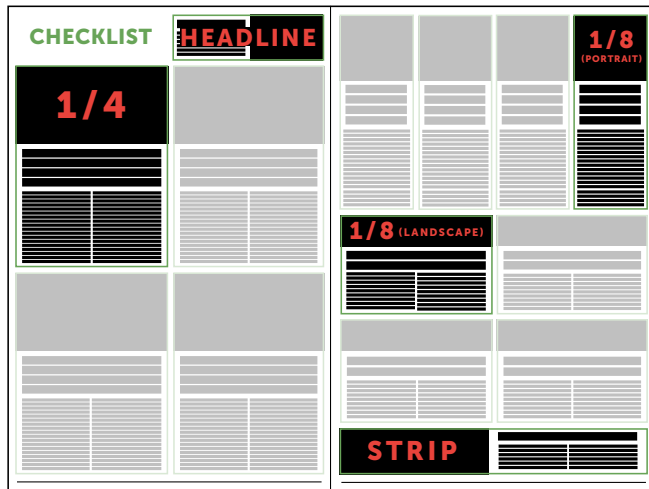 CHECKLIST
HEADLINE
1/4
1/8
(PORTRAIT)
1/8 (LANDSCAPE)
STRIP